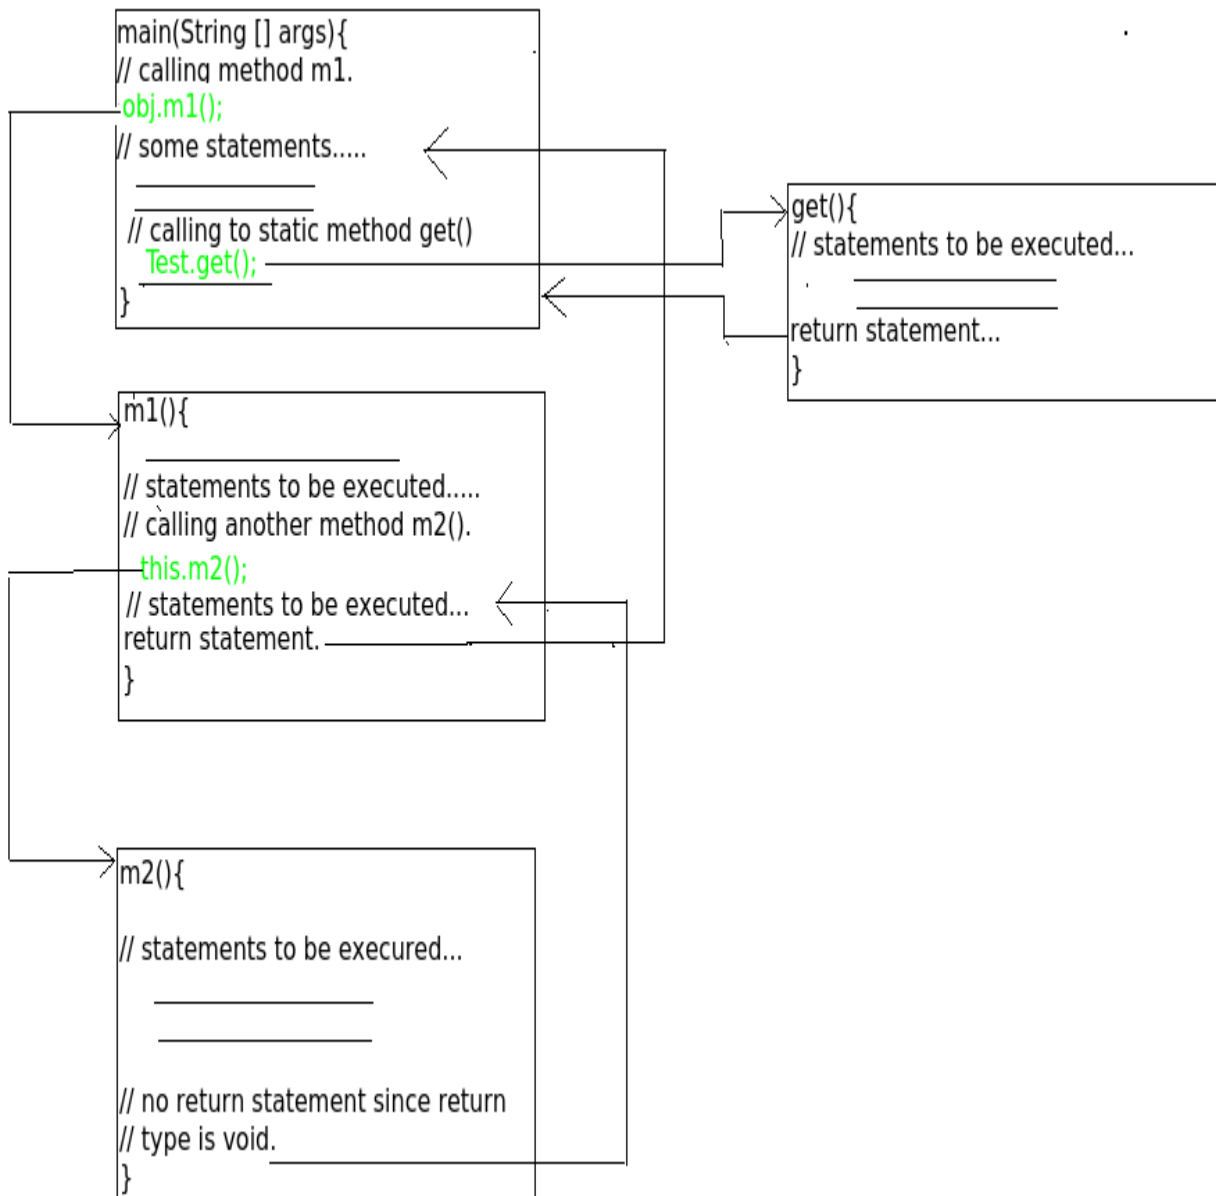 main(String [] args){
// calling method m1.
obj.m1();
// some statements.....
// calling to static method get()
Test.get();
}
get(){
// statements to be executed...
return statement...
}
m1(){
// statements to be executed.....
// calling another method m2().
this.m2();
// statements to be executed...
return statement.
}
m2(){
// statements to be execured...
// no return statement since return
// type is void.
}